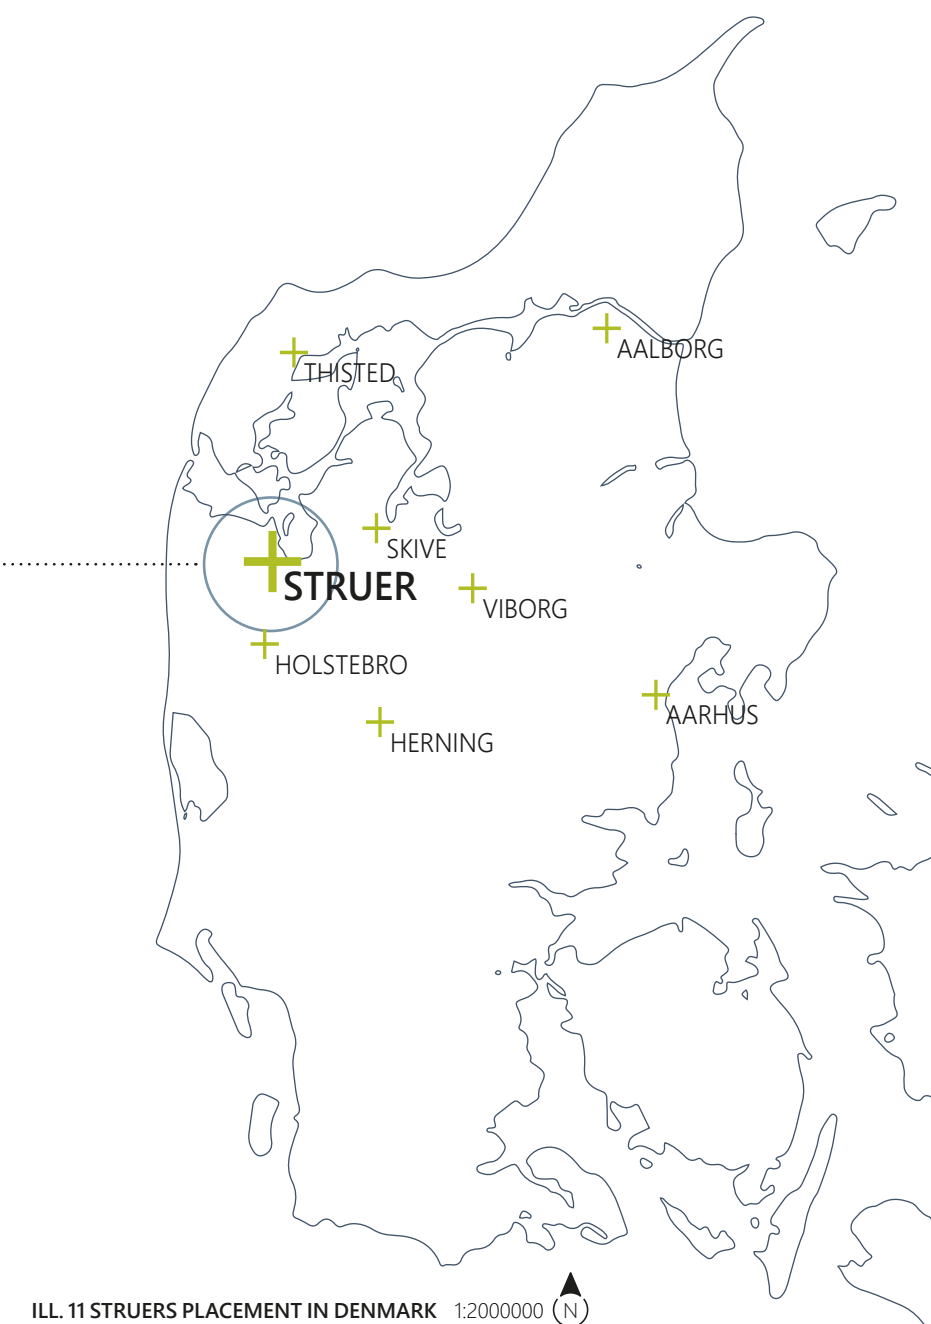 AALBORG
THISTED
SKIVE
STRUER
VIBORG
HOLSTEBRO
AARHUS
HERNING
ILL. 11 STRUERS PLACEMENT IN DENMARK 1:2000000 N